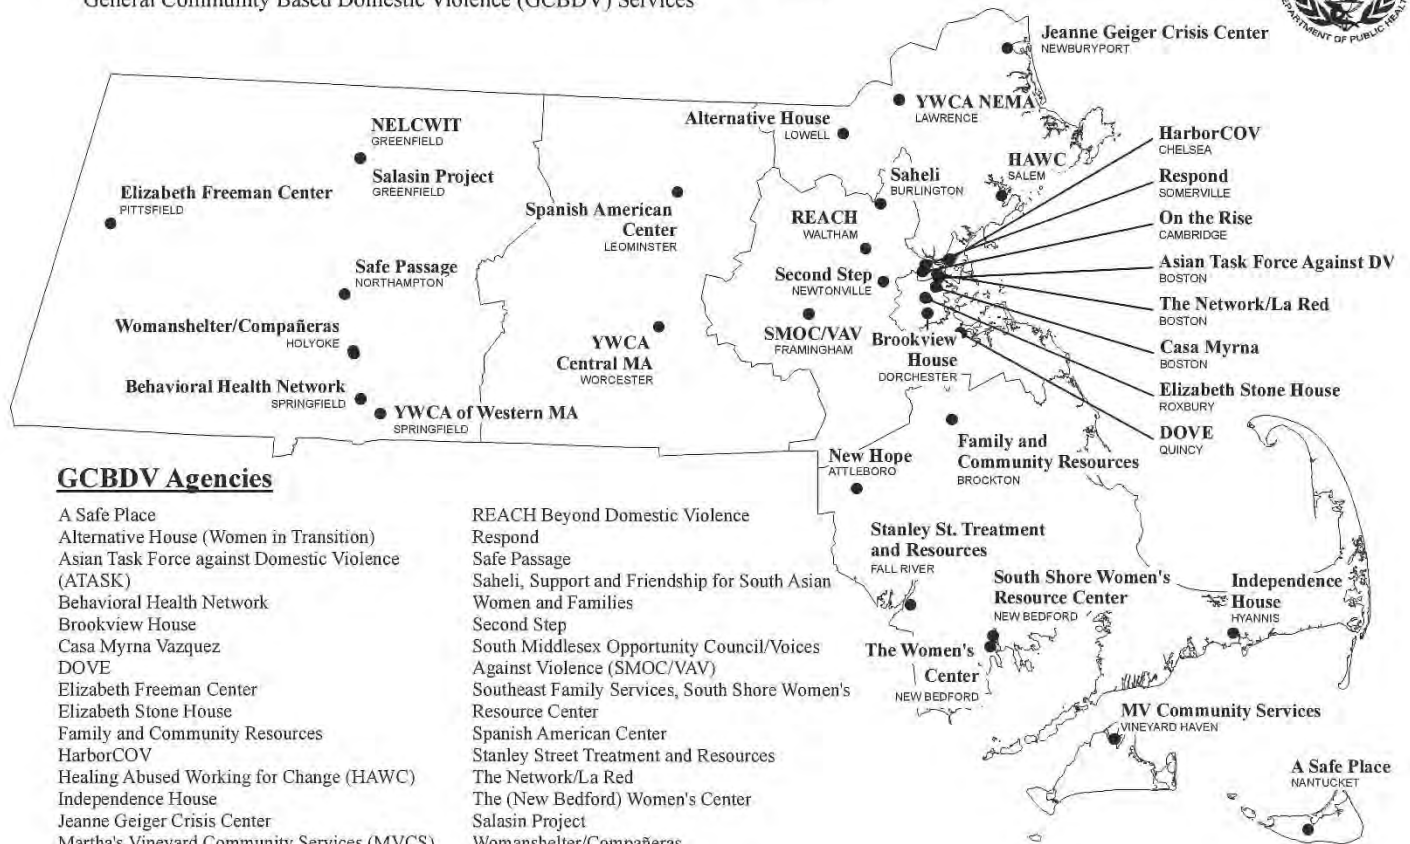 General Community Based Domestic Violence (GCBDV) Services
DEPARTMENT OF PUBLIC HEALTH
Jeanne Geiger Crisis Center
NEWBURYPORT
YWCA NEMA
LAWRENCE
Alternative House
LOWELL
NELCWIT
GREENFIELD
Salasin Project
GREENFIELD
Elizabeth Freeman Center
PITTSFIELD
HAWC
SALEM
Saheli
BURLINGTON
HarborCOV
CHELSEA
Respond
SOMERVILLE
On the Rise
CAMBRIDGE
Asian Task Force Against DV
BOSTON
The Network/La Red
BOSTON
Casa Myrna
BOSTON
Elizabeth Stone House
ROXBURY
DOVE
QUINCY
Spanish American
Center
LEOMINSTER
REACH
WALTHAM
Second Step
NEWTONVILLE
SMOC/VAV
FRAMINGHAM
Brookview
House
DORCHESTER
Safe Passage
NORTHAMPTON
Womanshelter/Compañeras
HOLYOKE
Behavioral Health Network
SPRINGFIELD
YWCA of Western MA
SPRINGFIELD
YWCA
Central MA
WORCESTER
New Hope
ATTLEBORO
Family and
Community Resources
BROCKTON
Stanley St. Treatment
and Resources
FALL RIVER
South Shore Women's
Resource Center
NEW BEDFORD
The Women's
Center
NEW BEDFORD
Independence
House
HYANNIS
MV Community Services
VINEYARD HAVEN
A Safe Place
NANTUCKET
GCBDV Agencies
A Safe Place
Alternative House (Women in Transition)
Asian Task Force against Domestic Violence
(ATASK)
Behavioral Health Network
Brookview House
Casa Myrna Vazquez
DOVE
Elizabeth Freeman Center
Elizabeth Stone House
Family and Community Resources
HarborCOV
Healing Abused Working for Change (HAWC)
Independence House
Jeanne Geiger Crisis Center
Martha's Vineyard Community Services (MVCS)
REACH Beyond Domestic Violence
Respond
Safe Passage
Saheli, Support and Friendship for South Asian
Women and Families
Second Step
South Middlesex Opportunity Council/Voices
Against Violence (SMOC/VAV)
Southeast Family Services, South Shore Women's
Resource Center
Spanish American Center
Stanley Street Treatment and Resources
The Network/La Red
The (New Bedford) Women's Center
Salasin Project
Womanshelter/Compañeras